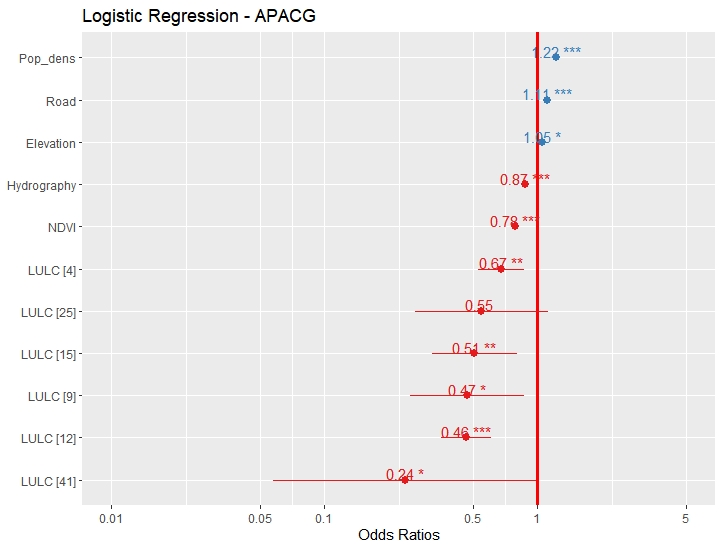 Logistic Regression - APACG
Pop_dens
1.22 ***
Road
1.11 ***
Elevation
1.05 *
Hydrography
0.87 ***
NDVI
0.78 ***
LULC [4]
0.67 **
LULC [25]
0.55
LULC [15]
0.51 **
LULC [9]
0.47 *
LULC [12]
0.46 ***
LULC [41]
0.24 *
0.01 0.05 0.1 0.5 1 5
Odds Ratios